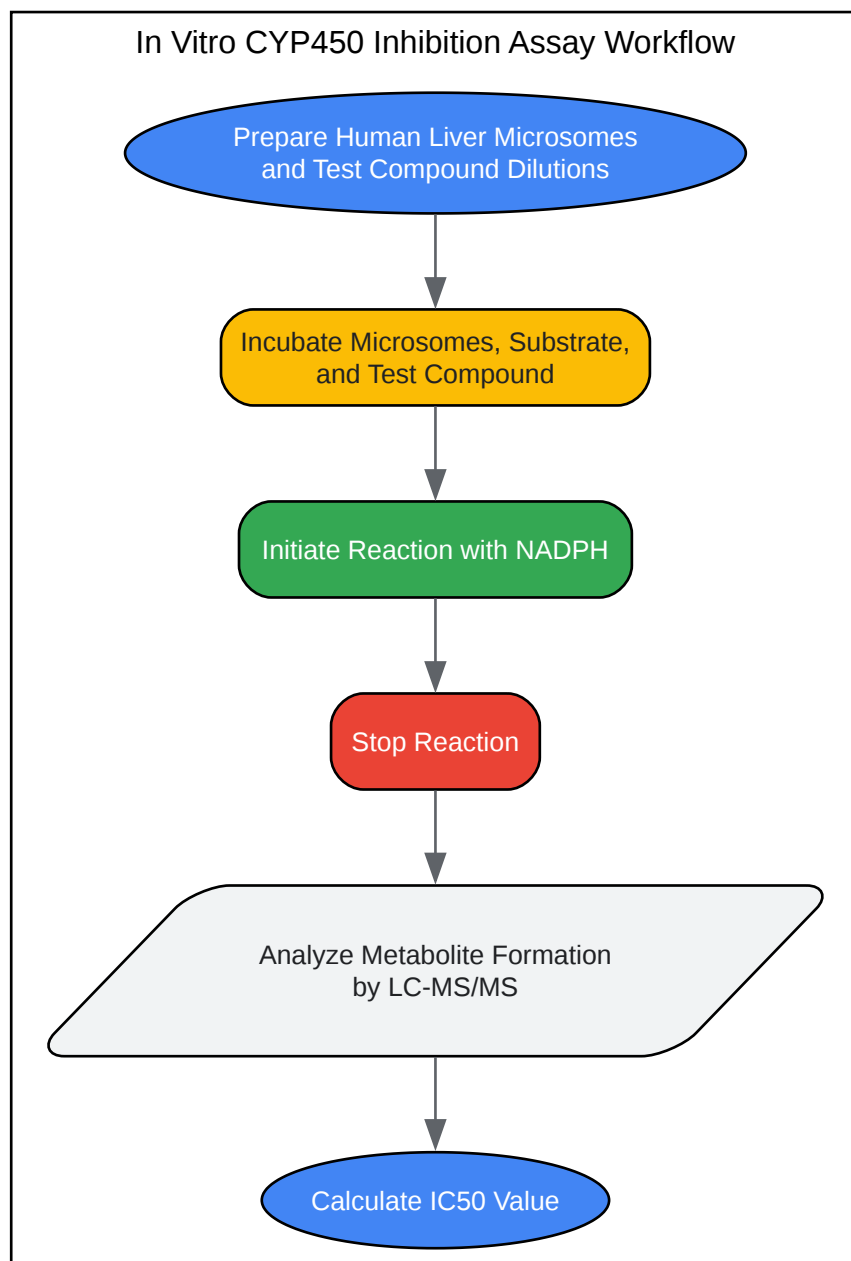 In Vitro CYP450 Inhibition Assay Workflow
Prepare Human Liver Microsomes
and Test Compound Dilutions
Incubate Microsomes, Substrate,
and Test Compound
Initiate Reaction with NADPH
Stop Reaction
Analyze Metabolite Formation
by LC-MS/MS
Calculate IC50 Value